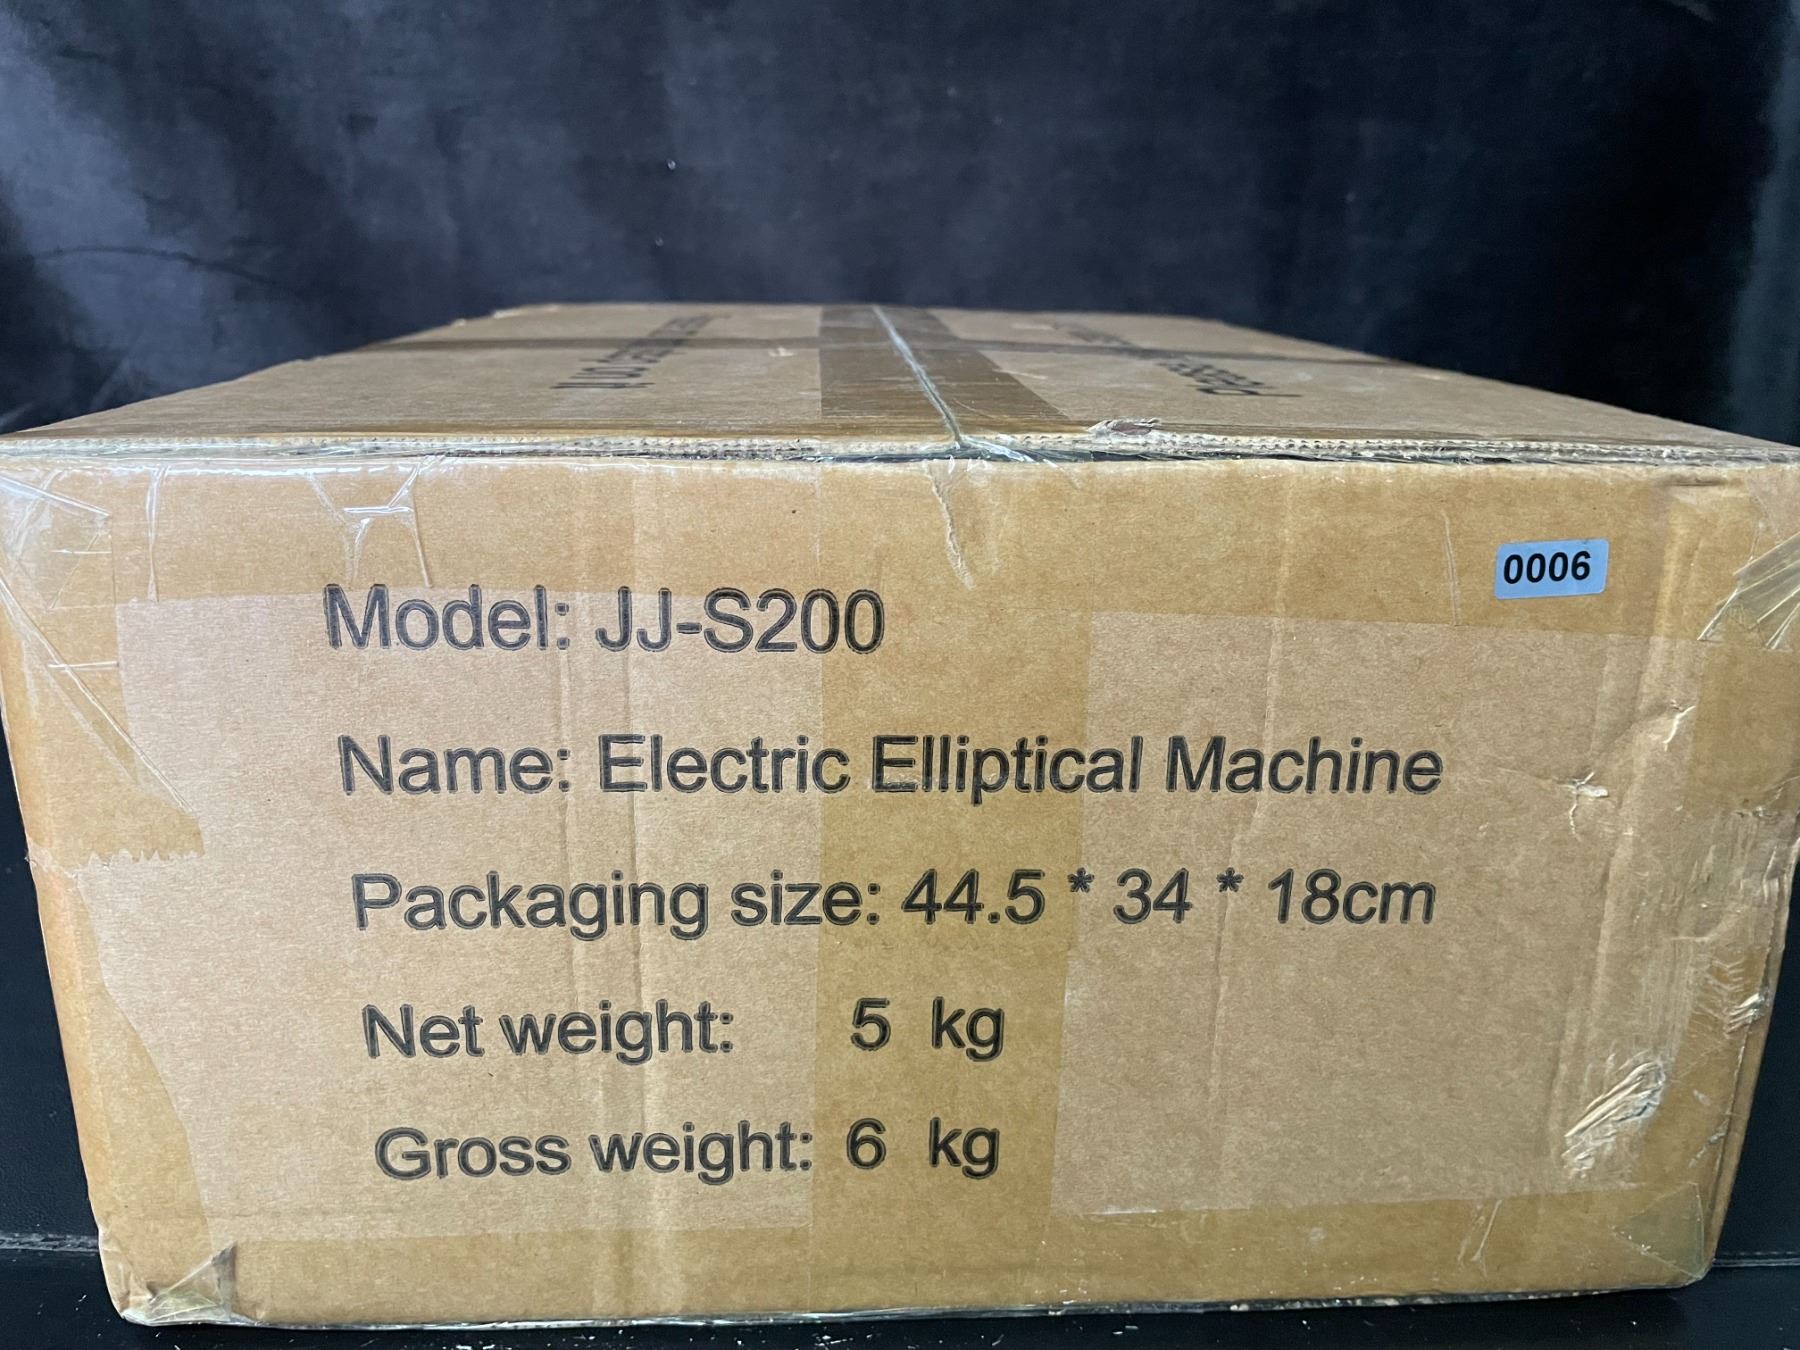 0006
Model: JJ-S200
Name: Electric Elliptical Machine
Packaging size: 44.5 * 34 * 18cm
Net weight: 5 kg
Gross weight: 6 kg